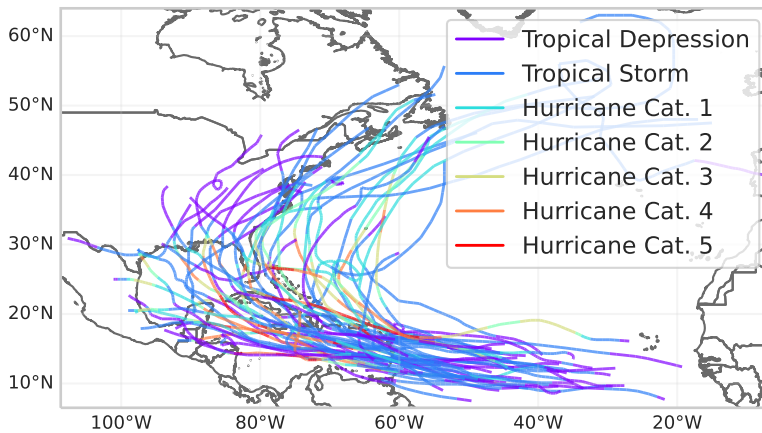 60°N
50°N
40°N
30°N
20°N
10°N
100°W
80°W
60°W
40°W
20°W
Tropical Depression
Tropical Storm
Hurricane Cat. 1
Hurricane Cat. 2
Hurricane Cat. 3
Hurricane Cat. 4
Hurricane Cat. 5